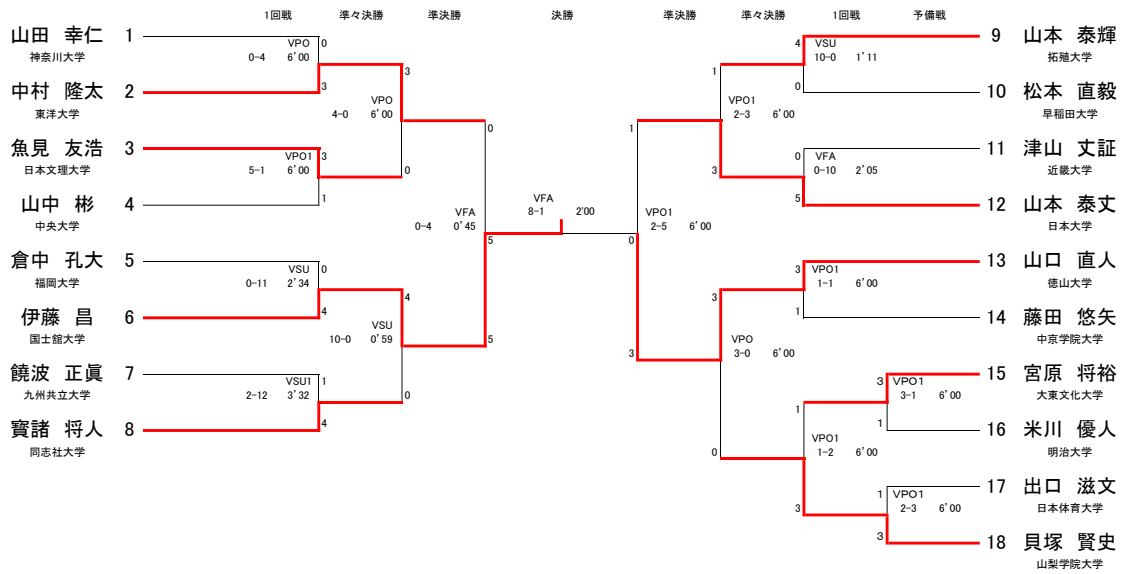 1回戦 準々決勝 準決勝 決勝 準決勝 準々決勝 1回戦 予備戦
山田 幸仁 1
神奈川大学
VPO 0
0-4 6'00
中村 隆太 2
東洋大学
3
3
VPO
4-0 6'00
魚見 友浩 3
日本文理大学
VPO1 3
5-1 6'00
0
山中 彬 4
中央大学
1
0
VFA
0-4 0'45
5
倉中 孔大 5
福岡大学
VSU 0
0-11 2'34
伊藤 昌 6
国士舘大学
4
4
VSU
10-0 0'59
5
饒波 正眞 7
九州共立大学
VSU1 1
2-12 3'32
0
寳諸 将人 8
同志社大学
4
VFA
8-1 2'00
9 山本 泰輝
拓殖大学
4 VSU
10-0 1'11
10 松本 直毅
早稲田大学
0
1
VPO1
2-3 6'00
11 津山 丈証
近畿大学
0 VFA
0-10 2'05
3
12 山本 泰丈
日本大学
5
1
VPO1
2-5 6'00
0
13 山口 直人
徳山大学
3 VPO1
1-1 6'00
14 藤田 悠矢
中京学院大学
1
3
VPO
3-0 6'00
3
15 宮原 将裕
大東文化大学
3 VPO1
3-1 6'00
16 米川 優人
明治大学
1
1
VPO1
1-2 6'00
0
17 出口 滋文
日本体育大学
1 VPO1
2-3 6'00
3
18 貝塚 賢史
山梨学院大学
3